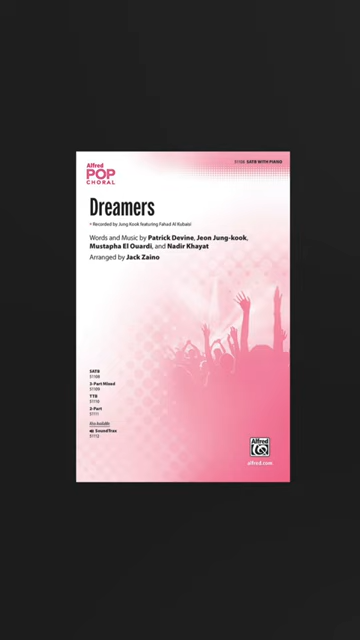 Alfred
POP
CHORAL
51108 SATB WITH PIANO
Dreamers
• Recorded by Jung Kook featuring Fahad Al Kubaisi
Words and Music by Patrick Devine, Jeon Jung-kook,
Mustapha El Ouardi, and Nadir Khayat
Arranged by Jack Zaino
SATB
51108
3-Part Mixed
51109
TTB
51110
2-Part
51111
Also Available
SoundTrax
51112
Alfred
alfred.com